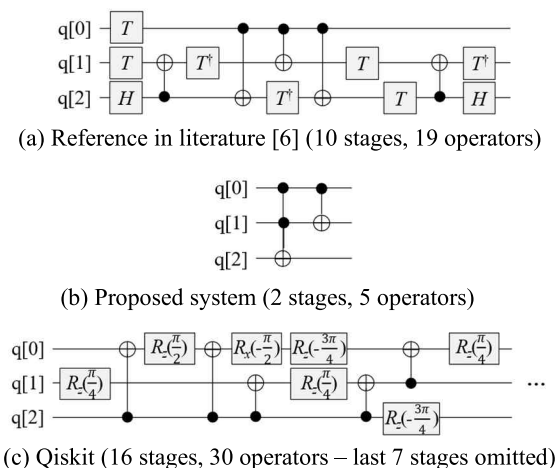 q[0] T
q[1] T T† T T†
q[2] H T† T H
(a) Reference in literature [6] (10 stages, 19 operators)
q[0]
q[1]
q[2]
(b) Proposed system (2 stages, 5 operators)
q[0] R_z(π/2) R_x(-π/2) R_z(-3π/4) R_z(π/4)
q[1] R_z(π/4) R_z(π/4) ...
q[2] R_z(-3π/4)
(c) Qiskit (16 stages, 30 operators – last 7 stages omitted)